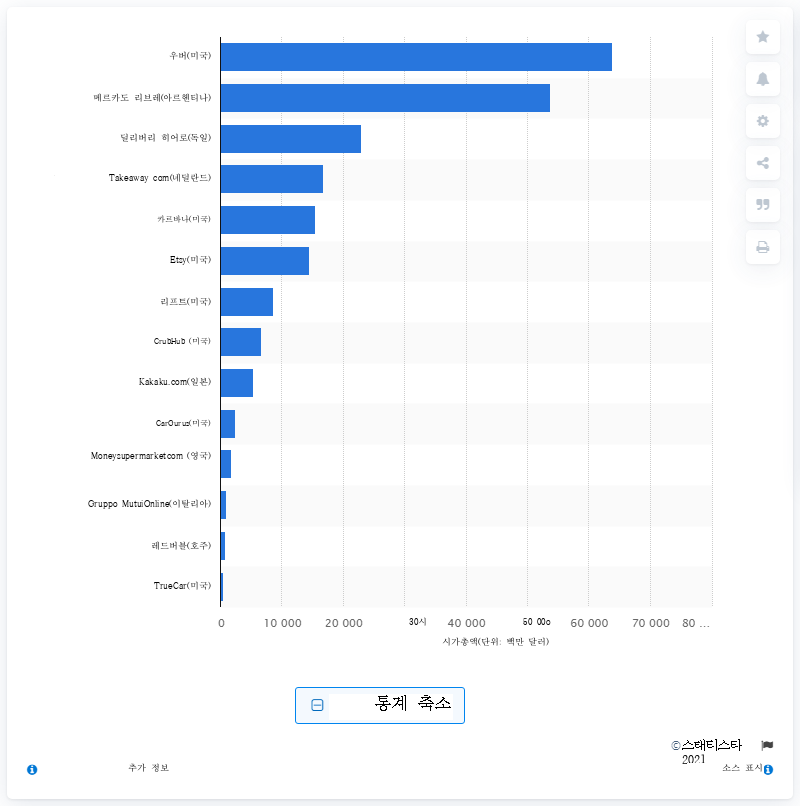 우버(미국)
메르카도 리브레(아르헨티나)
딜리버리 히어로(독일)
Takeaway com(네덜란드)
카르바나(미국)
Etsy(미국)
리프트(미국)
GrubHub (미국)
Kakaku.com(일본)
CarGurus(미국)
Moneysupermarketcom (영국)
Gruppo MutuiOnline(이탈리아)
레드버블(호주)
TrueCar(미국)
0 10 000 20 000 30시 40 000 50 00o 60 000 70 000 80 ...
시가총액(단위: 백만 달러)
통계 축소
©스태티스타
2021
추가 정보 소스 표시